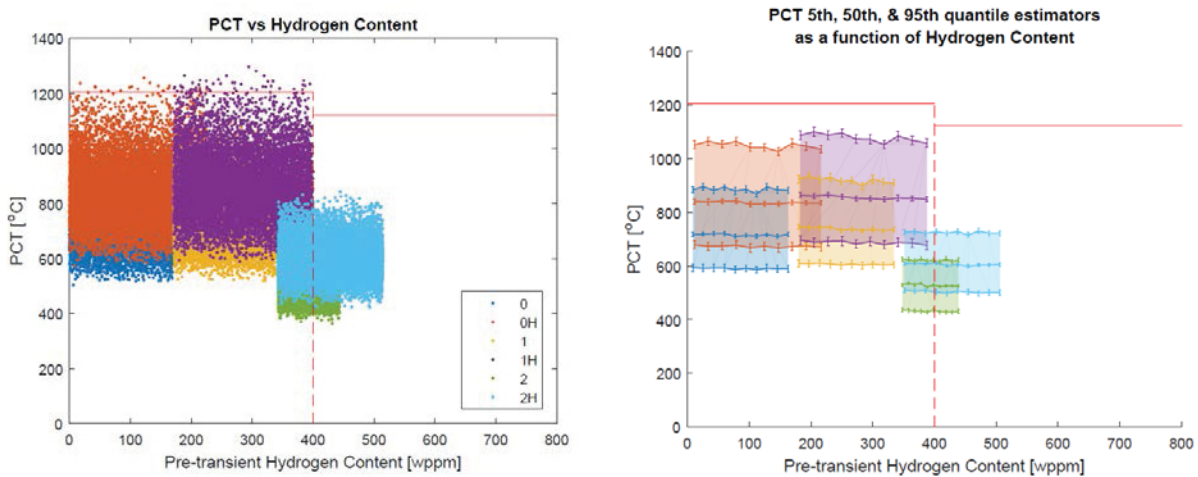 PCT vs Hydrogen Content
1400
1200
1000
800
600
400
200
0
PCT [°C]
0 100 200 300 400 500 600 700 800
Pre-transient Hydrogen Content [wppm]
0
0H
1
1H
2
2H
PCT 5th, 50th, & 95th quantile estimators
as a function of Hydrogen Content
1400
1200
1000
800
600
400
200
0
PCT [°C]
0 100 200 300 400 500 600 700 800
Pre-transient Hydrogen Content [wppm]